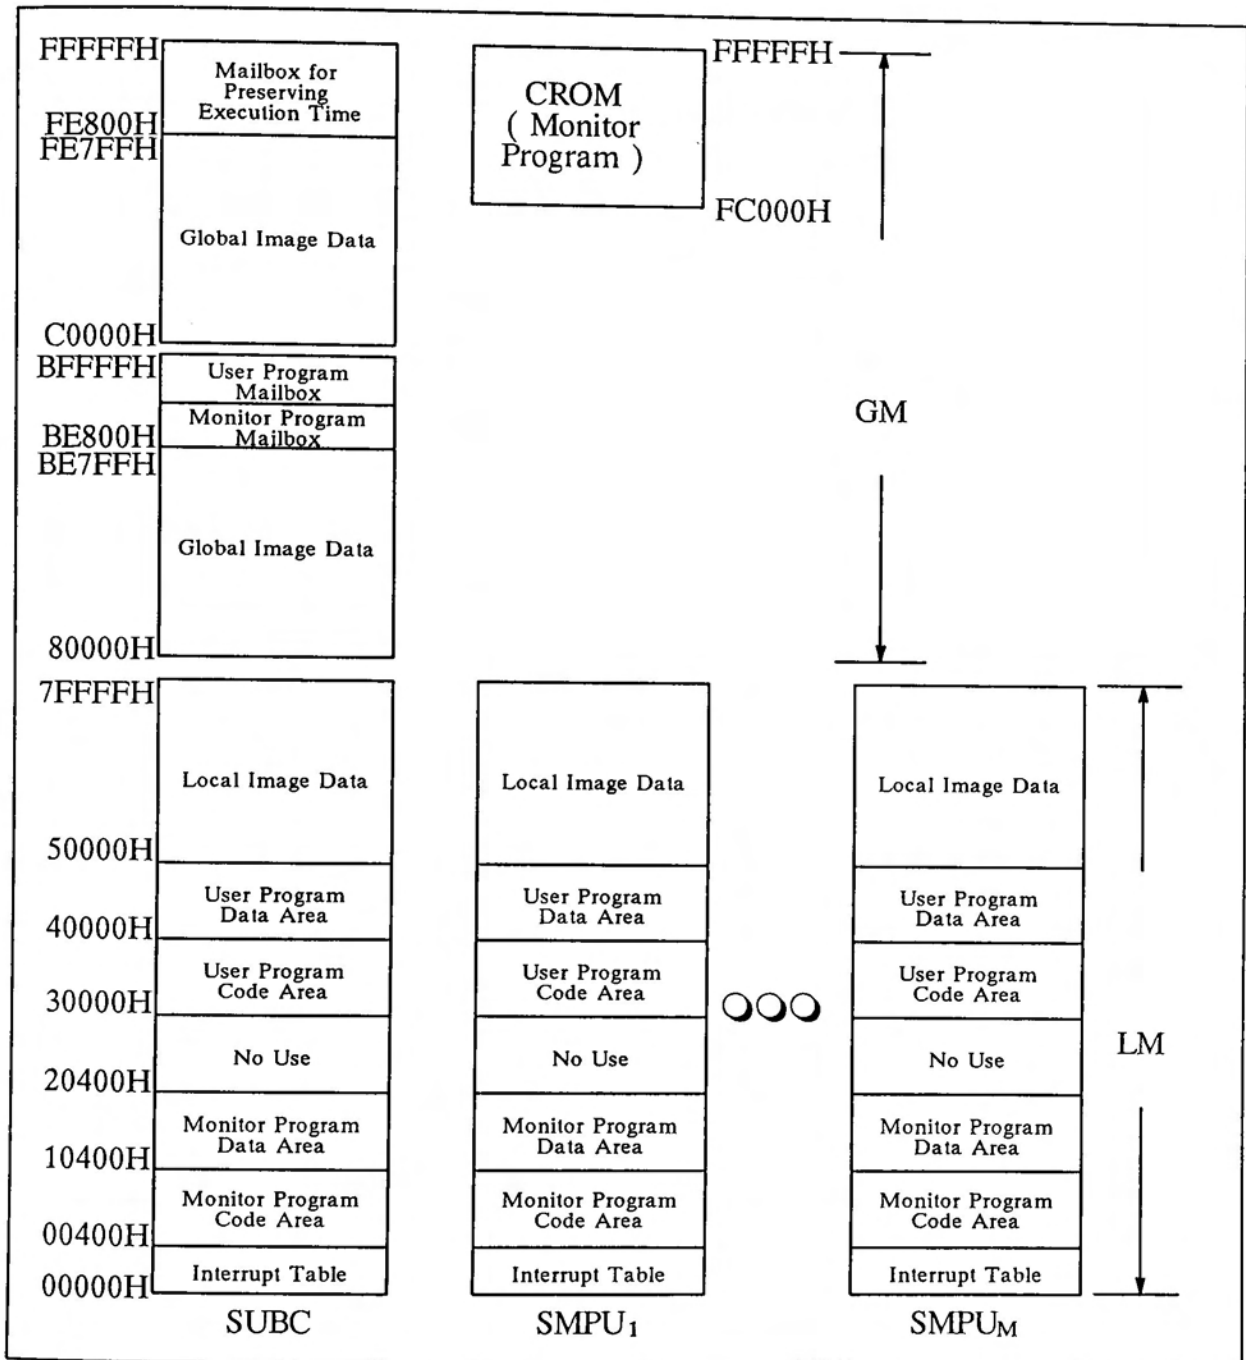 FFFFFH
Mailbox for
Preserving
Execution Time
FE800H
FE7FFH
Global Image Data
C0000H
BFFFFH
User Program
Mailbox
Monitor Program
Mailbox
BE800H
BE7FFH
Global Image Data
80000H
CROM
( Monitor
Program )
FFFFFH
FC000H
GM
7FFFFH
Local Image Data
50000H
User Program
Data Area
40000H
User Program
Code Area
30000H
No Use
20400H
Monitor Program
Data Area
10400H
Monitor Program
Code Area
00400H
Interrupt Table
00000H
SUBC
Local Image Data
User Program
Data Area
User Program
Code Area
No Use
Monitor Program
Data Area
Monitor Program
Code Area
Interrupt Table
SMPU1
Local Image Data
User Program
Data Area
User Program
Code Area
No Use
Monitor Program
Data Area
Monitor Program
Code Area
Interrupt Table
SMPUM
LM